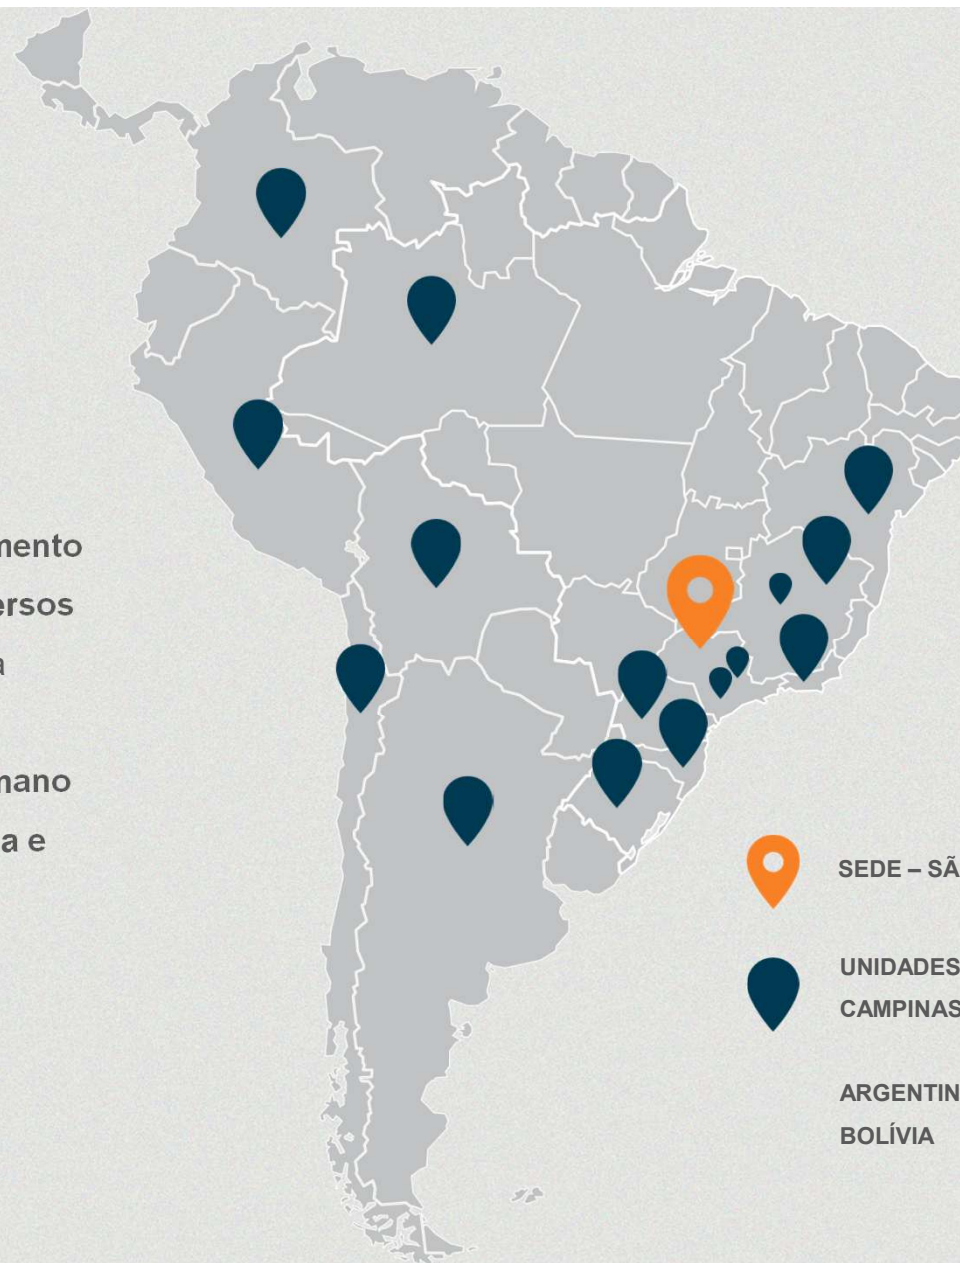 mento
ersos
a
mano
a e
SEDE – SÃ
UNIDADES
CAMPINAS
ARGENTIN
BOLÍVIA